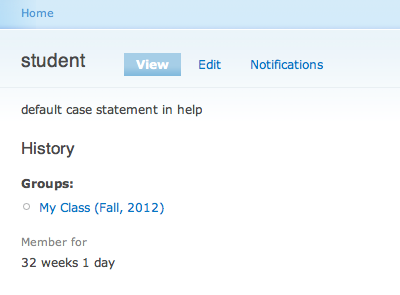 Home
student
View Edit Notifications
default case statement in help
History
Groups:
My Class (Fall, 2012)
Member for
32 weeks 1 day